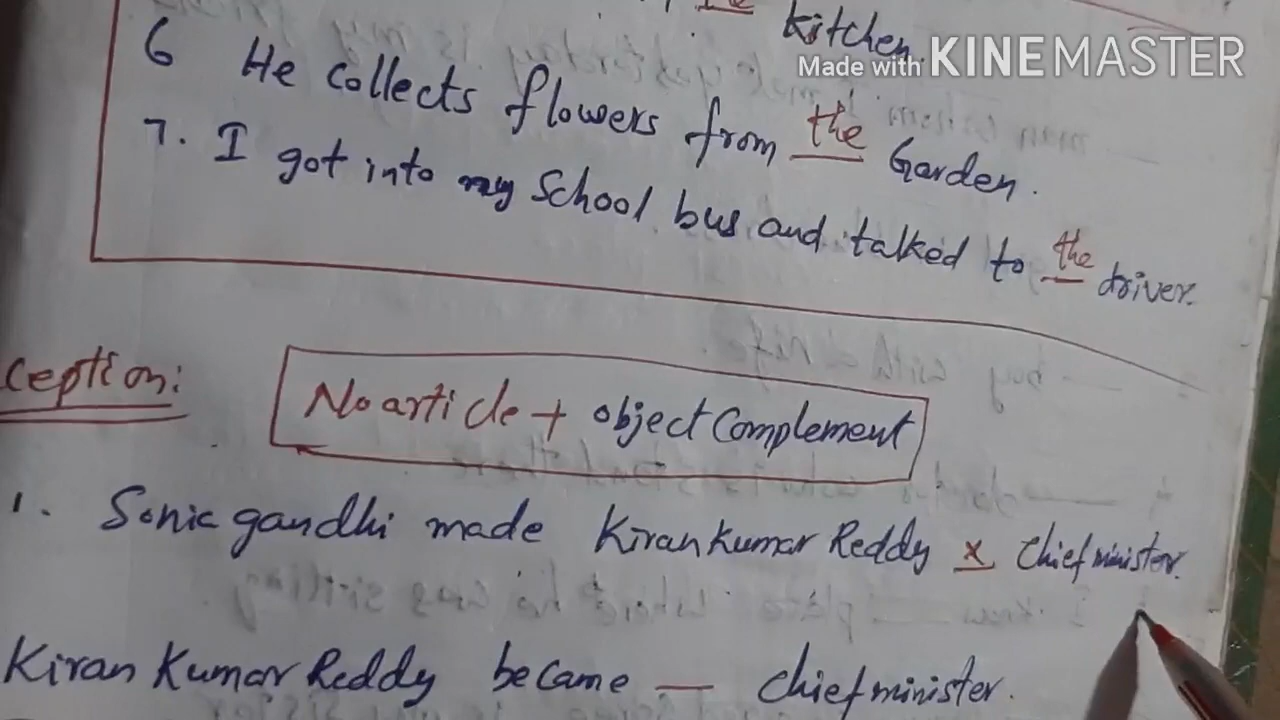 the kitchen.
Made with KINEMASTER
6 He collects flowers from the Garden.
7. I got into my School bus and talked to the driver.
ception:
No article + object Complement
1. Sonic gandhi made Kiran Kumar Reddy x Chief minister.
Kiran Kumar Reddy became — Chief minister.